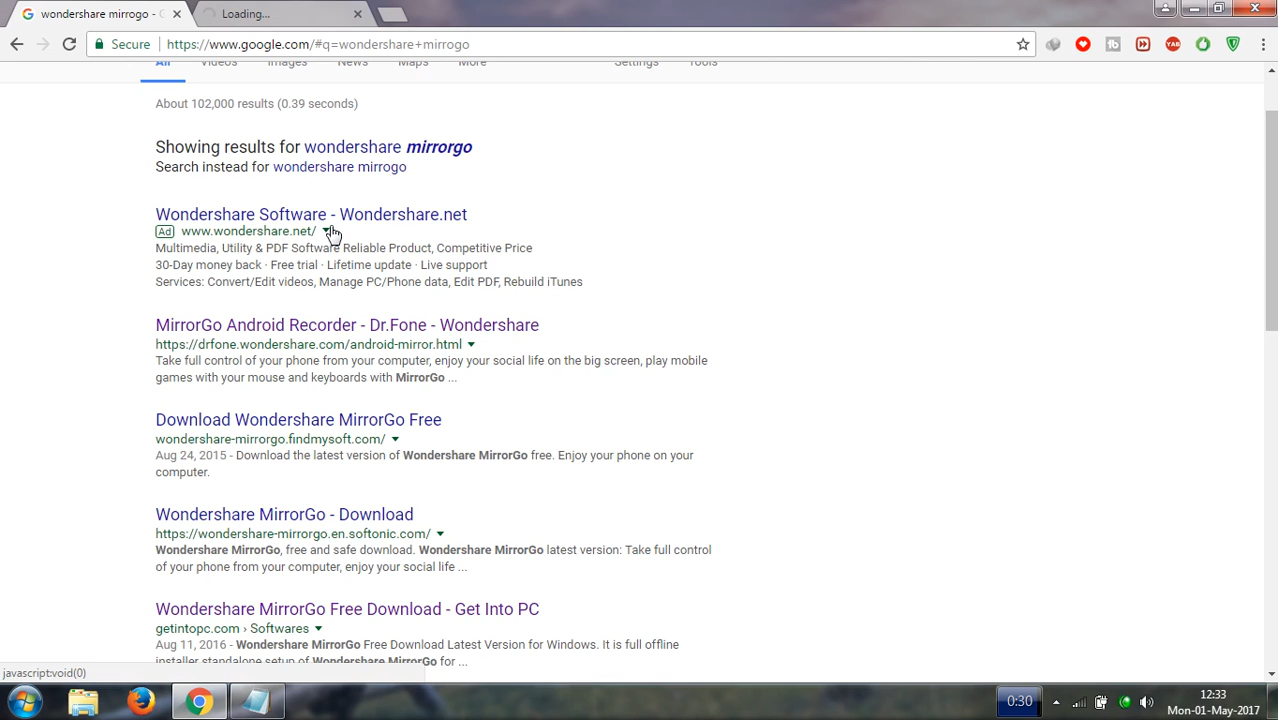 wondershare mirrogo - G
Loading...
Secure https://www.google.com/#q=wondershare+mirrogo
All Videos Images News Maps More Settings Tools
About 102,000 results (0.39 seconds)
Showing results for wondershare mirrorgo
Search instead for wondershare mirrogo
Wondershare Software - Wondershare.net
Ad www.wondershare.net/
Multimedia, Utility & PDF Software Reliable Product, Competitive Price
30-Day money back · Free trial · Lifetime update · Live support
Services: Convert/Edit videos, Manage PC/Phone data, Edit PDF, Rebuild iTunes
MirrorGo Android Recorder - Dr.Fone - Wondershare
https://drfone.wondershare.com/android-mirror.html
Take full control of your phone from your computer, enjoy your social life on the big screen, play mobile
games with your mouse and keyboards with MirrorGo ...
Download Wondershare MirrorGo Free
wondershare-mirrorgo.findmysoft.com/
Aug 24, 2015 - Download the latest version of Wondershare MirrorGo free. Enjoy your phone on your
computer.
Wondershare MirrorGo - Download
https://wondershare-mirrorgo.en.softonic.com/
Wondershare MirrorGo, free and safe download. Wondershare MirrorGo latest version: Take full control
of your phone from your computer, enjoy your social life ...
Wondershare MirrorGo Free Download - Get Into PC
getintopc.com › Softwares
Aug 11, 2016 - Wondershare MirrorGo Free Download Latest Version for Windows. It is full offline
installer standalone setup of Wondershare MirrorGo for ...
javascript:void(0)
0:30
12:33
Mon-01-May-2017